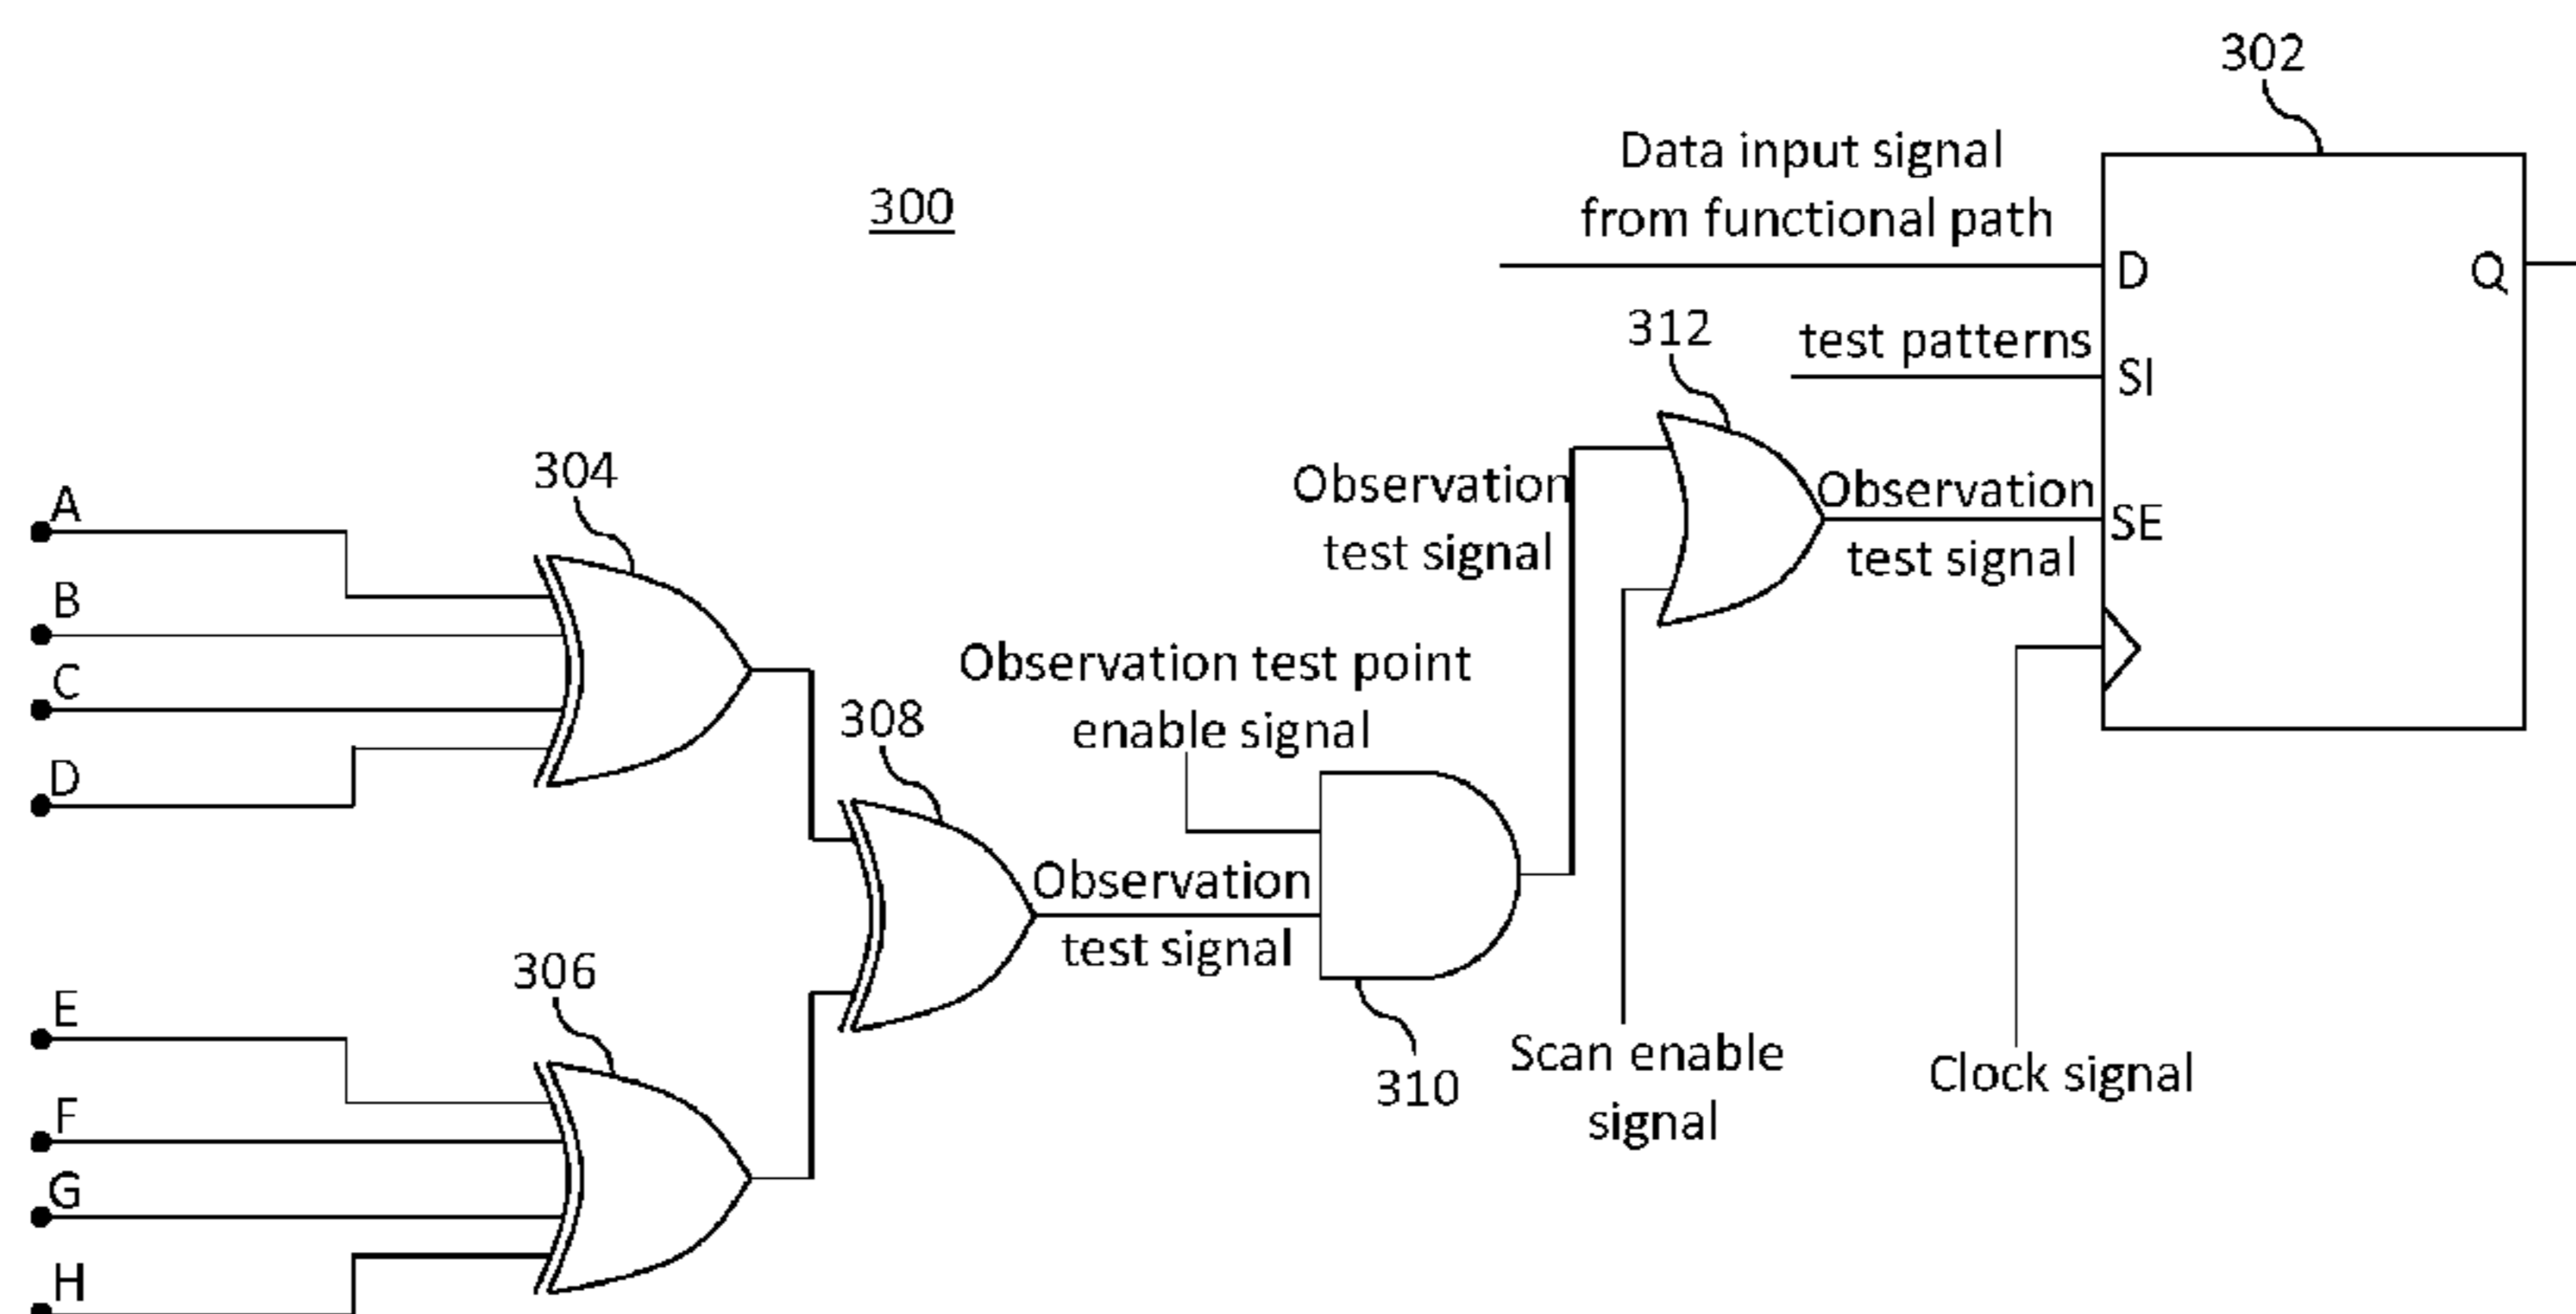 302
Data input signal
from functional path
300
D
Q
312
test patterns
SI
304
Observation
test signal
Observation
test signal
SE
A
B
C
D
308
Observation test point
enable signal
Observation
test signal
306
310
Scan enable
signal
Clock signal
E
F
G
H